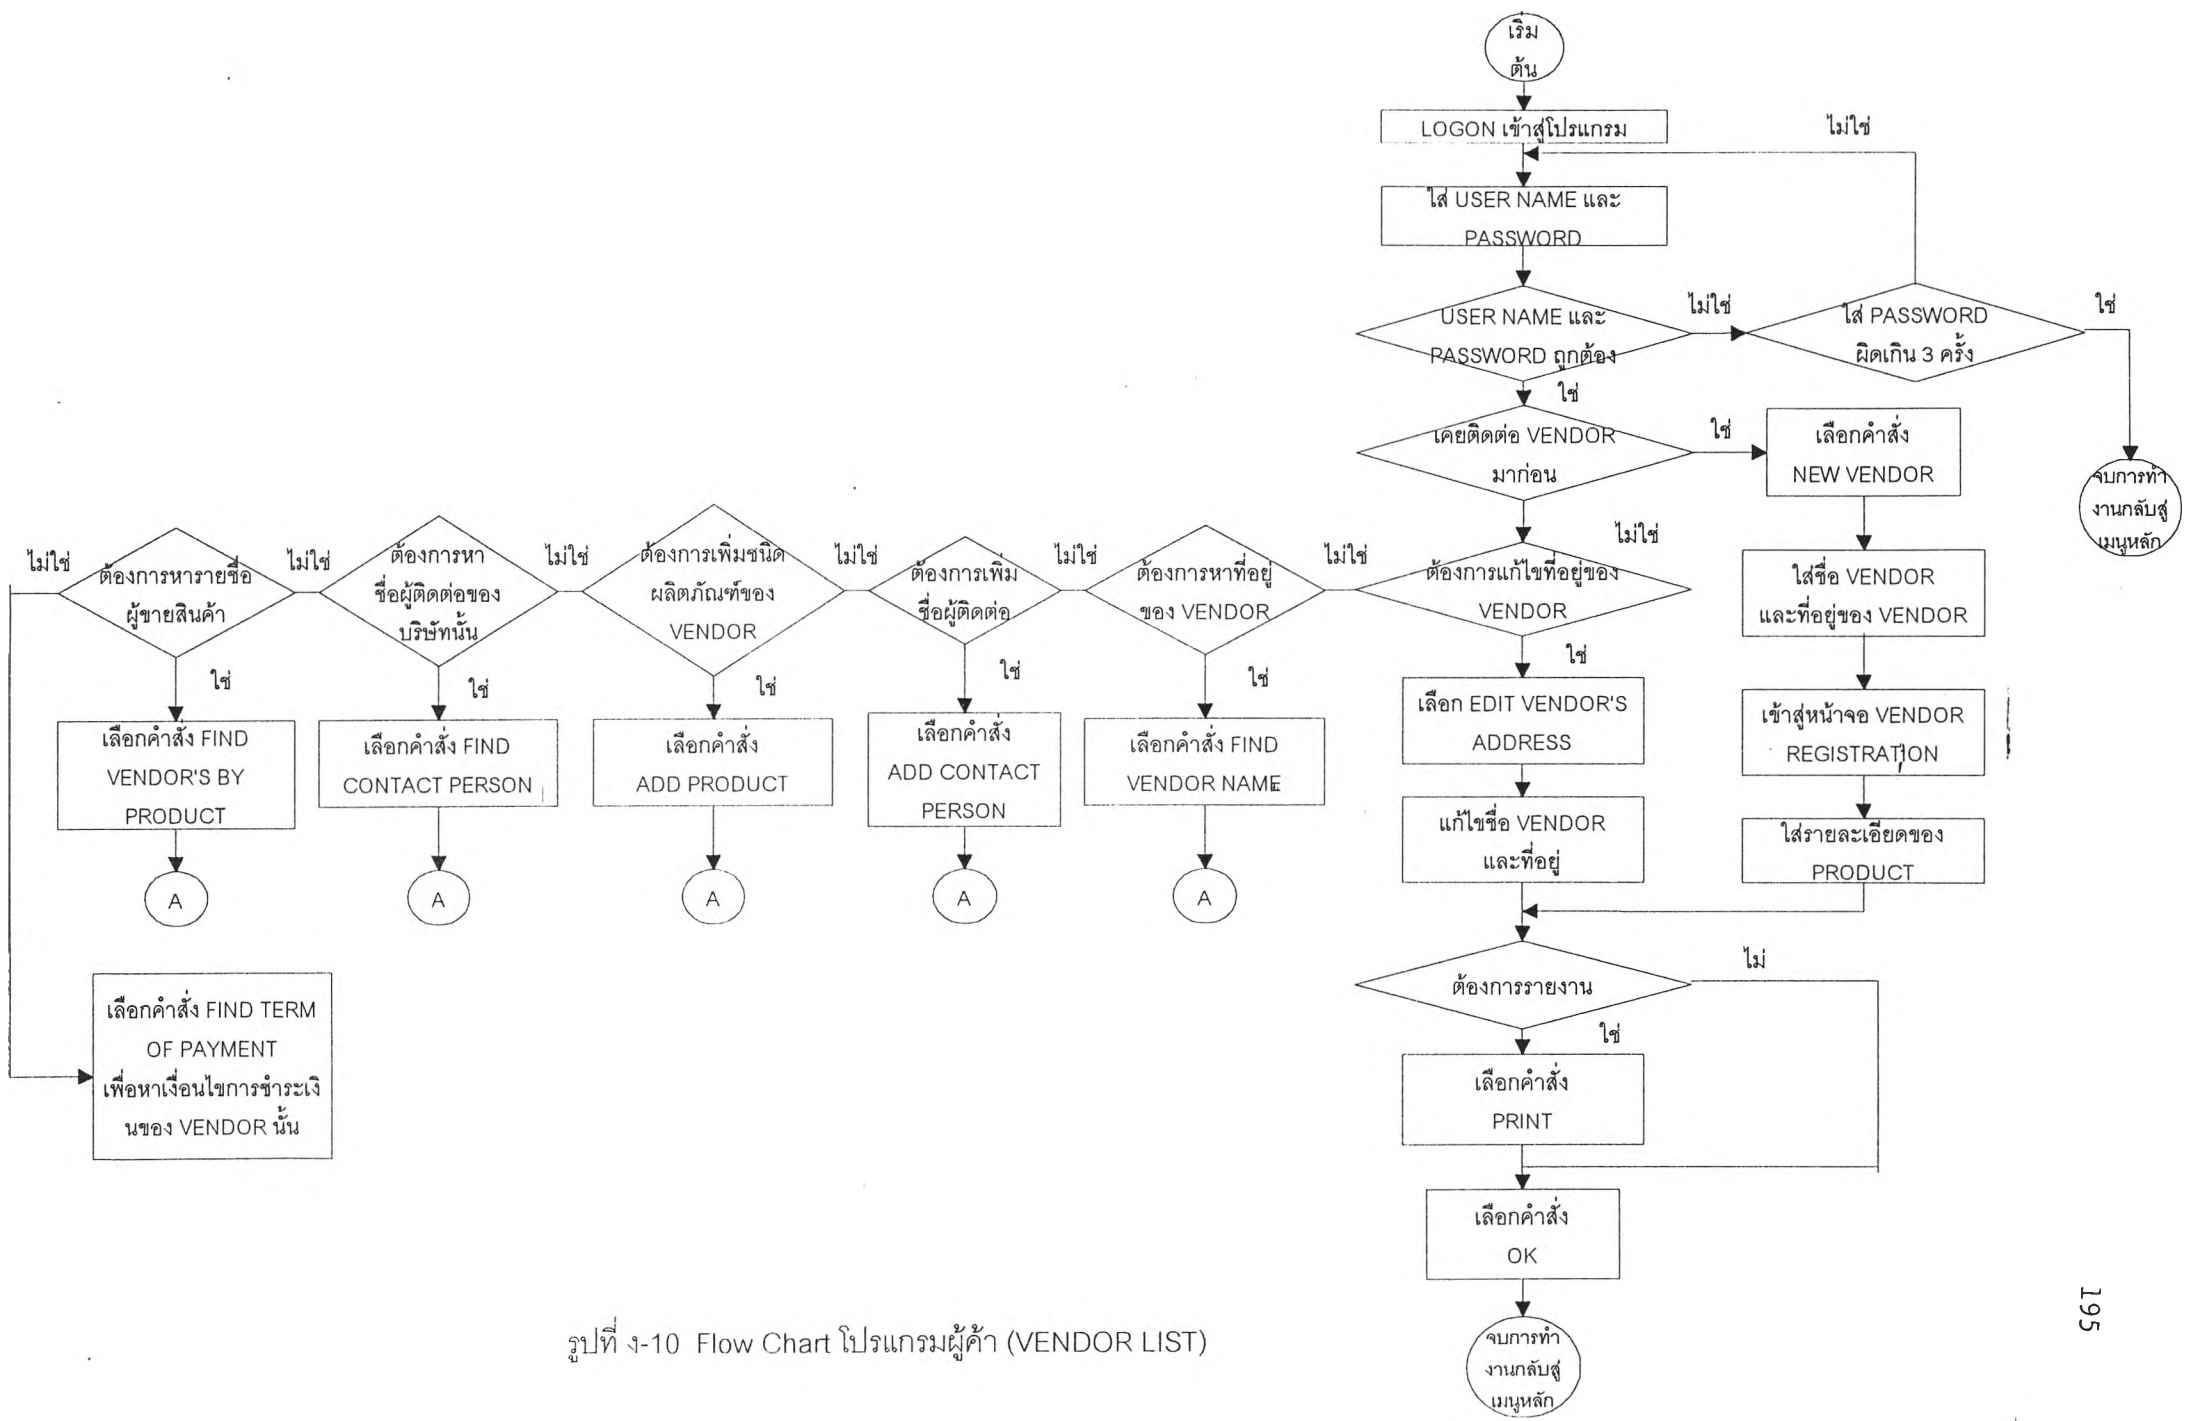 เริ่ม
ต้น
LOGON เข้าสู่โปรแกรม
ไม่ใช่
ใส่ USER NAME และ
PASSWORD
USER NAME และ
PASSWORD ถูกต้อง
ไม่ใช่
ใส่ PASSWORD
ผิดเกิน 3 ครั้ง
ใช่
ใช่
เคยติดต่อ VENDOR
มาก่อน
ใช่
เลือกคำสั่ง
NEW VENDOR
จบการทำ
งานกลับสู่
เมนูหลัก
ไม่ใช่
ต้องการหารายชื่อ
ผู้ขายสินค้า
ไม่ใช่
ต้องการหา
ชื่อผู้ติดต่อของ
บริษัทนั้น
ไม่ใช่
ต้องการเพิ่มชนิด
ผลิตภัณฑ์ของ
VENDOR
ไม่ใช่
ต้องการเพิ่ม
ชื่อผู้ติดต่อ
ไม่ใช่
ต้องการหาที่อยู่
ของ VENDOR
ไม่ใช่
ต้องการแก้ไขที่อยู่ของ
VENDOR
ไม่ใช่
ใส่ชื่อ VENDOR
และที่อยู่ของ VENDOR
ใช่
ใช่
ใช่
ใช่
ใช่
ใช่
เลือกคำสั่ง FIND
VENDOR'S BY
PRODUCT
เลือกคำสั่ง FIND
CONTACT PERSON
เลือกคำสั่ง
ADD PRODUCT
เลือกคำสั่ง
ADD CONTACT
PERSON
เลือกคำสั่ง FIND
VENDOR NAME
เลือก EDIT VENDOR'S
ADDRESS
เข้าสู่หน้าจอ VENDOR
REGISTRATION
แก้ไขชื่อ VENDOR
และที่อยู่
ใส่รายละเอียดของ
PRODUCT
A
A
A
A
A
ต้องการรายงาน
ไม่
ใช่
เลือกคำสั่ง FIND TERM
OF PAYMENT
เพื่อหาเงื่อนไขการชำระเงิ
นของ VENDOR นั้น
เลือกคำสั่ง
PRINT
เลือกคำสั่ง
OK
จบการทำ
งานกลับสู่
เมนูหลัก
รูปที่ ง-10 Flow Chart โปรแกรมผู้ค้า (VENDOR LIST)
195